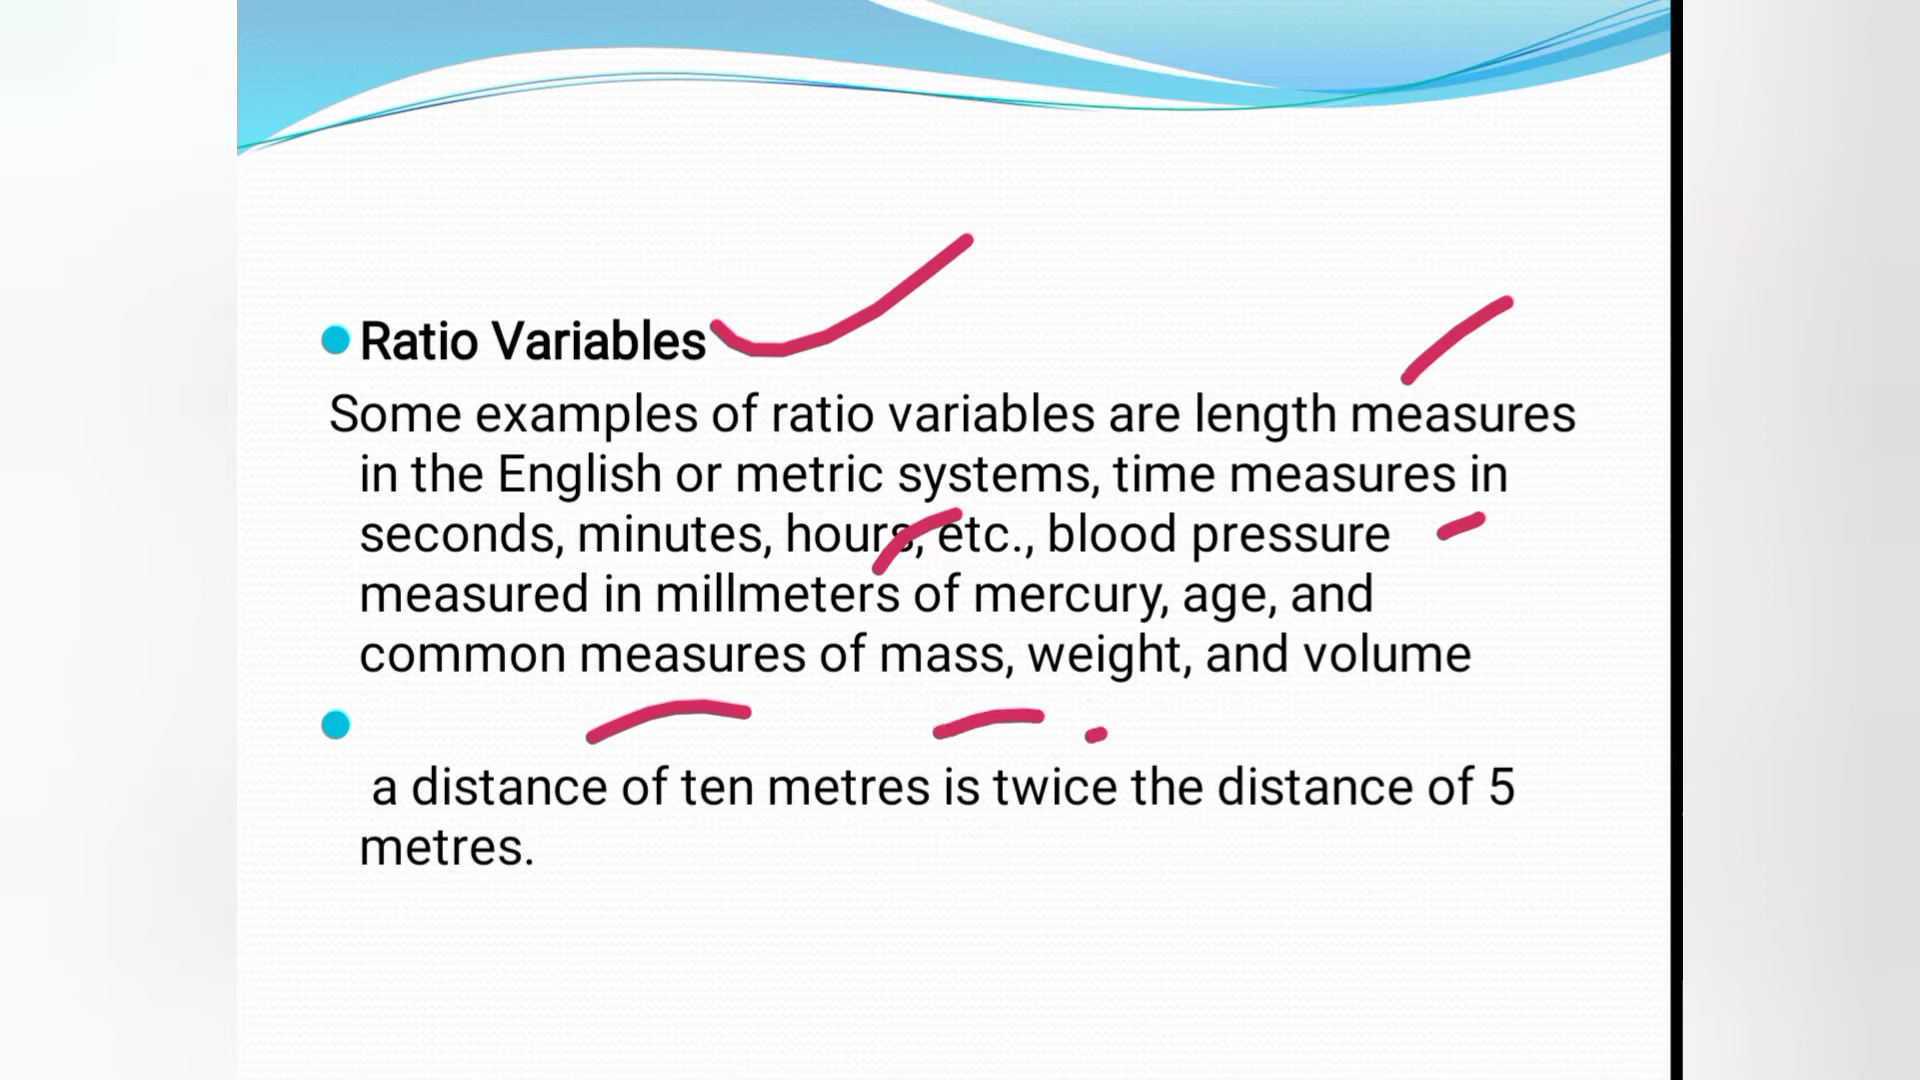 Ratio Variables
Some examples of ratio variables are length measures
in the English or metric systems, time measures in
seconds, minutes, hours, etc., blood pressure
measured in millmeters of mercury, age, and
common measures of mass, weight, and volume
a distance of ten metres is twice the distance of 5
metres.